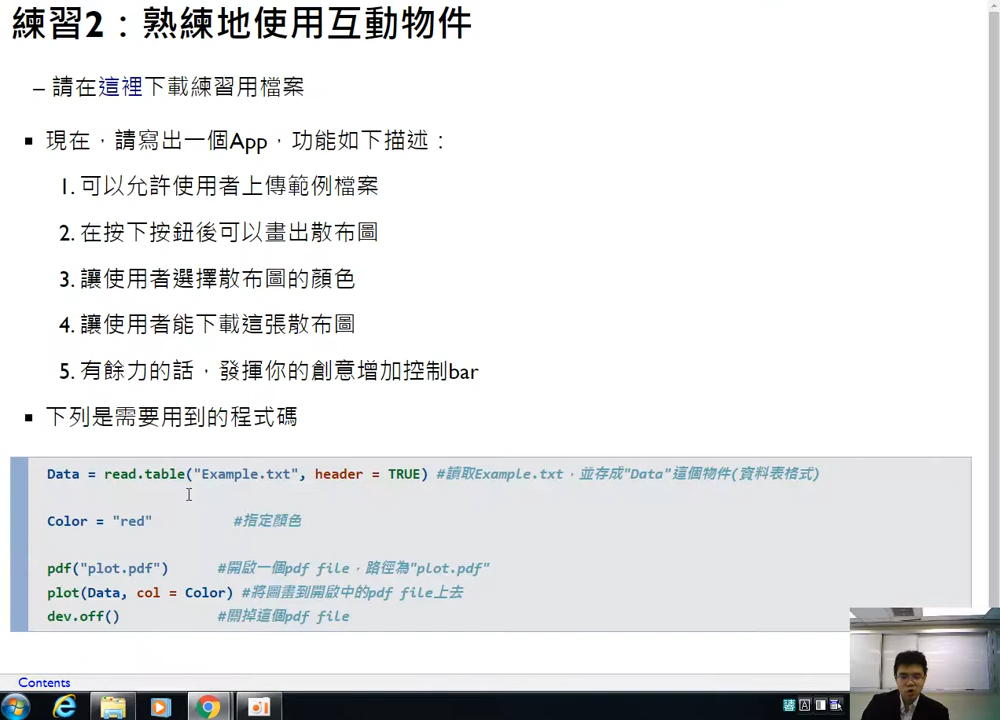 練習2：熟練地使用互動物件
– 請在這裡下載練習用檔案
▪ 現在，請寫出一個App，功能如下描述：
1. 可以允許使用者上傳範例檔案
2. 在按下按鈕後可以畫出散布圖
3. 讓使用者選擇散布圖的顏色
4. 讓使用者能下載這張散布圖
5. 有餘力的話，發揮你的創意增加控制bar
▪ 下列是需要用到的程式碼
Data = read.table("Example.txt", header = TRUE) #讀取Example.txt，並存成"Data"這個物件(資料表格式)
Color = "red" #指定顏色
pdf("plot.pdf") #開啟一個pdf file，路徑為"plot.pdf"
plot(Data, col = Color) #將圖畫到開啟中的pdf file上去
dev.off() #關掉這個pdf file
Contents